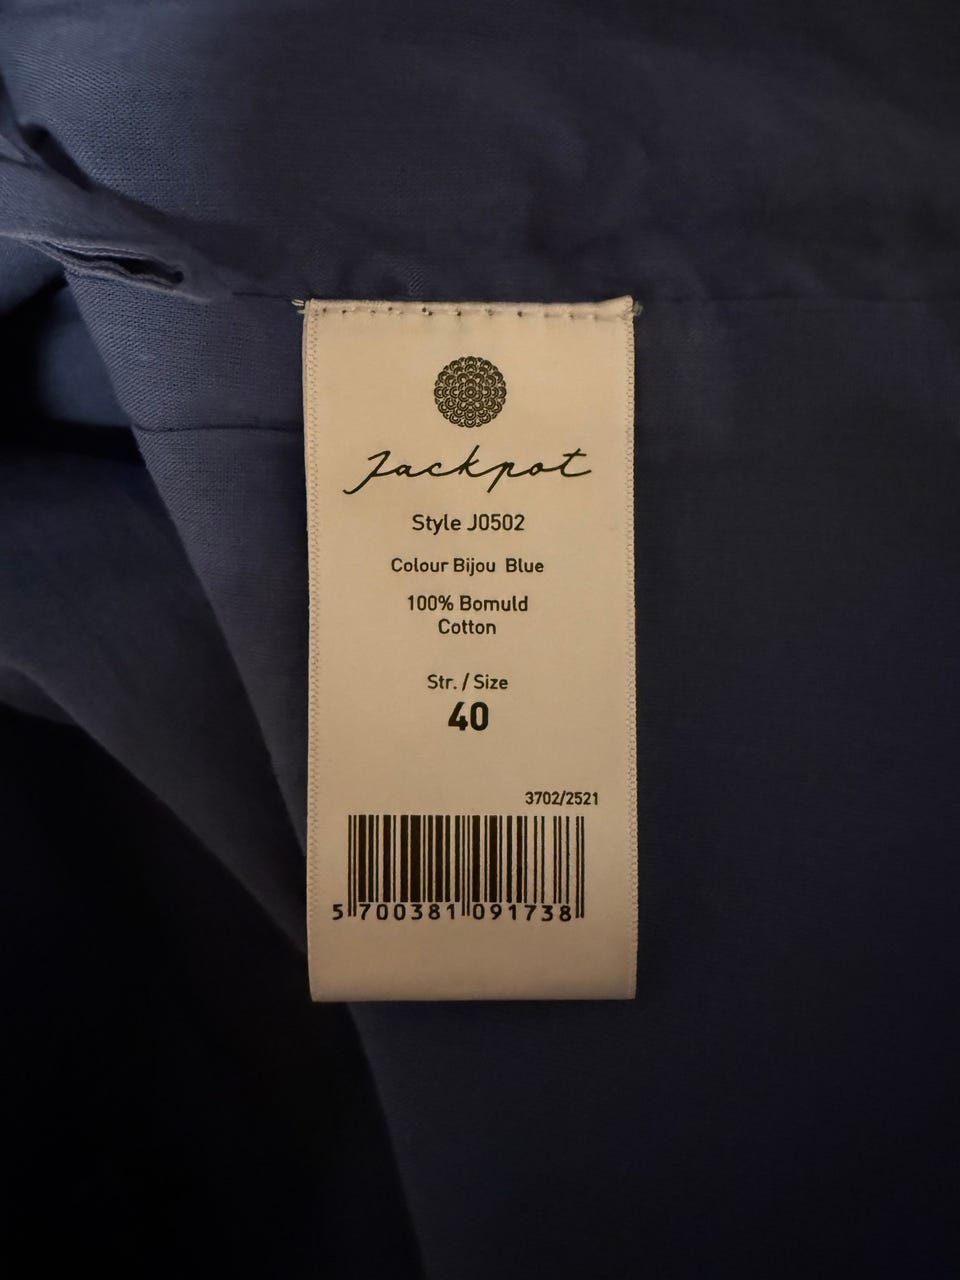 Jackpot
Style J0502
Colour Bijou Blue
100% Bomuld
Cotton
Str. / Size
40
3702/2521
5 700381 091738